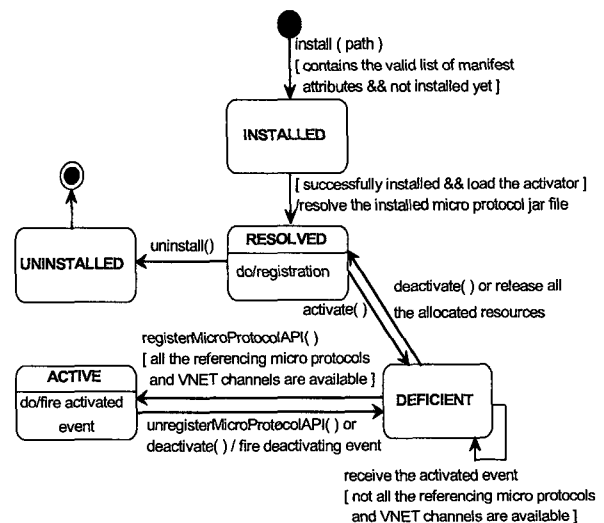 install ( path )
[ contains the valid list of manifest
attributes && not installed yet ]
INSTALLED
[ successfully installed && load the activator ]
/resolve the installed micro protocol jar file
UNINSTALLED
uninstall()
RESOLVED
do/registration
activate( )
deactivate( ) or release all
the allocated resources
registerMicroProtocolAPI( )
[ all the referencing micro protocols
and VNET channels are available ]
ACTIVE
do/fire activated
event
unregisterMicroProtocolAPI( ) or
deactivate( ) / fire deactivating event
DEFICIENT
receive the activated event
[ not all the referencing micro protocols
and VNET channels are available ]